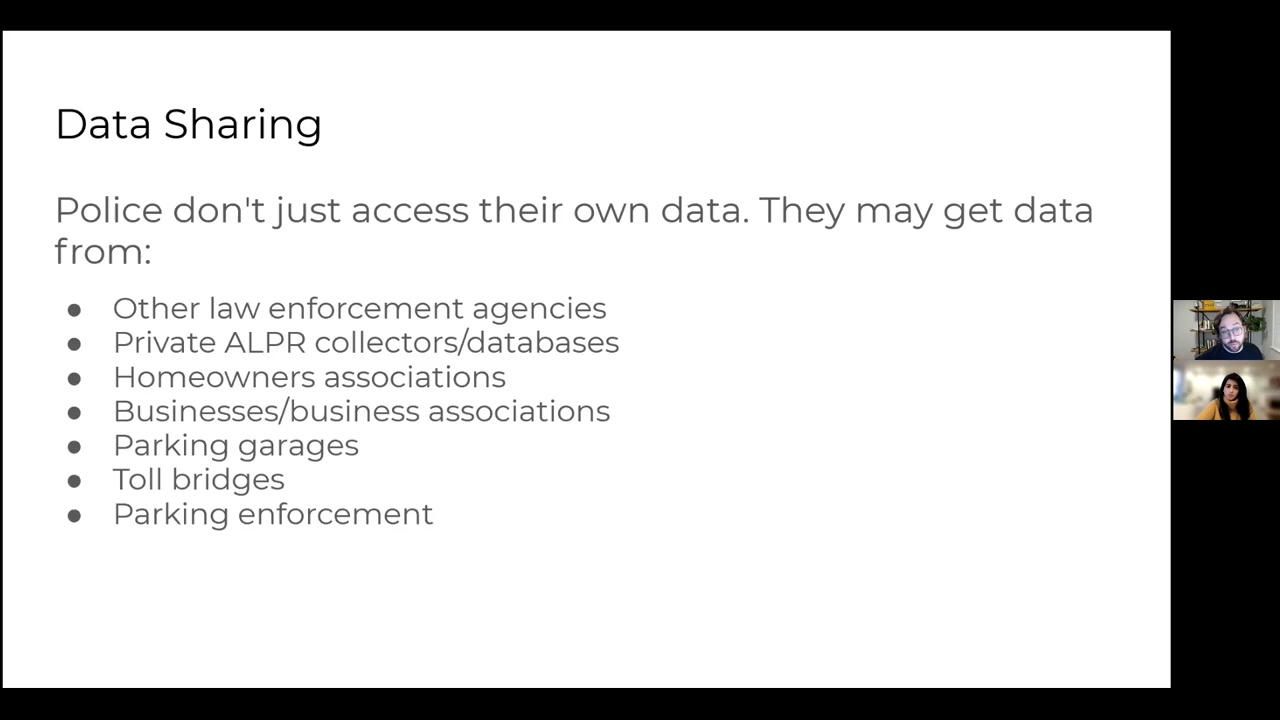 Data Sharing
Police don't just access their own data. They may get data
from:
● Other law enforcement agencies
● Private ALPR collectors/databases
● Homeowners associations
● Businesses/business associations
● Parking garages
● Toll bridges
● Parking enforcement